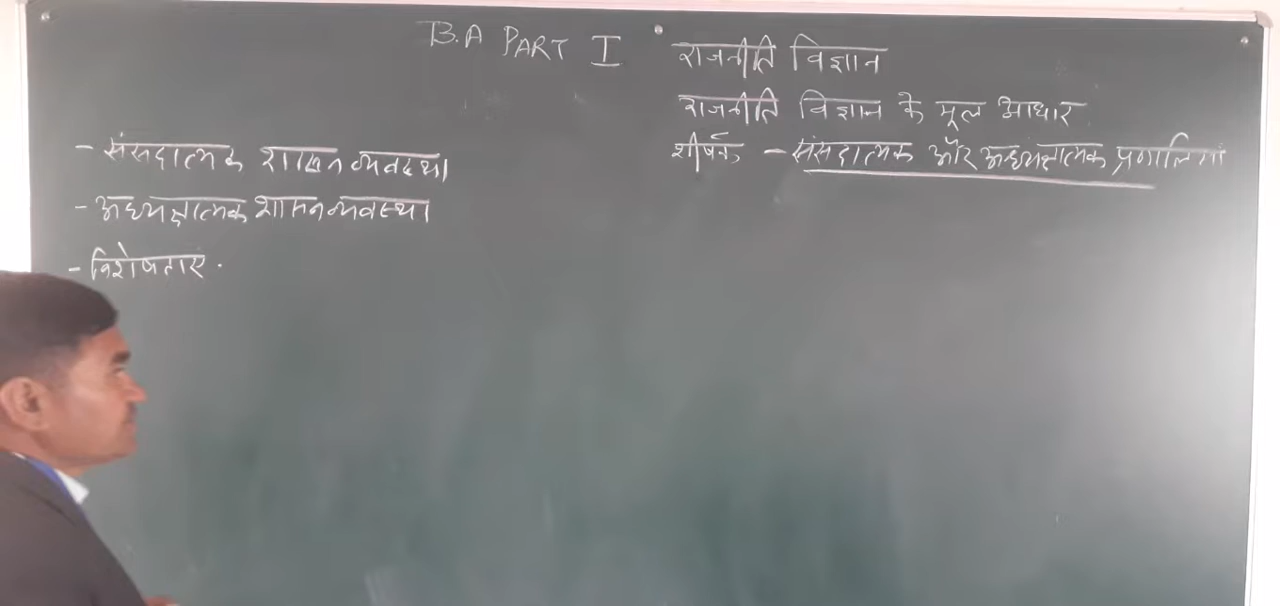 B.A PART I
राजनीति विज्ञान
राजनीति विज्ञान के मूल आधार
शीर्षक - संसदात्मक और अध्यक्षात्मक प्रणालियां
- संसदात्मक शासन व्यवस्था
- अध्यक्षात्मक शासन व्यवस्था
- विशेषताएं.